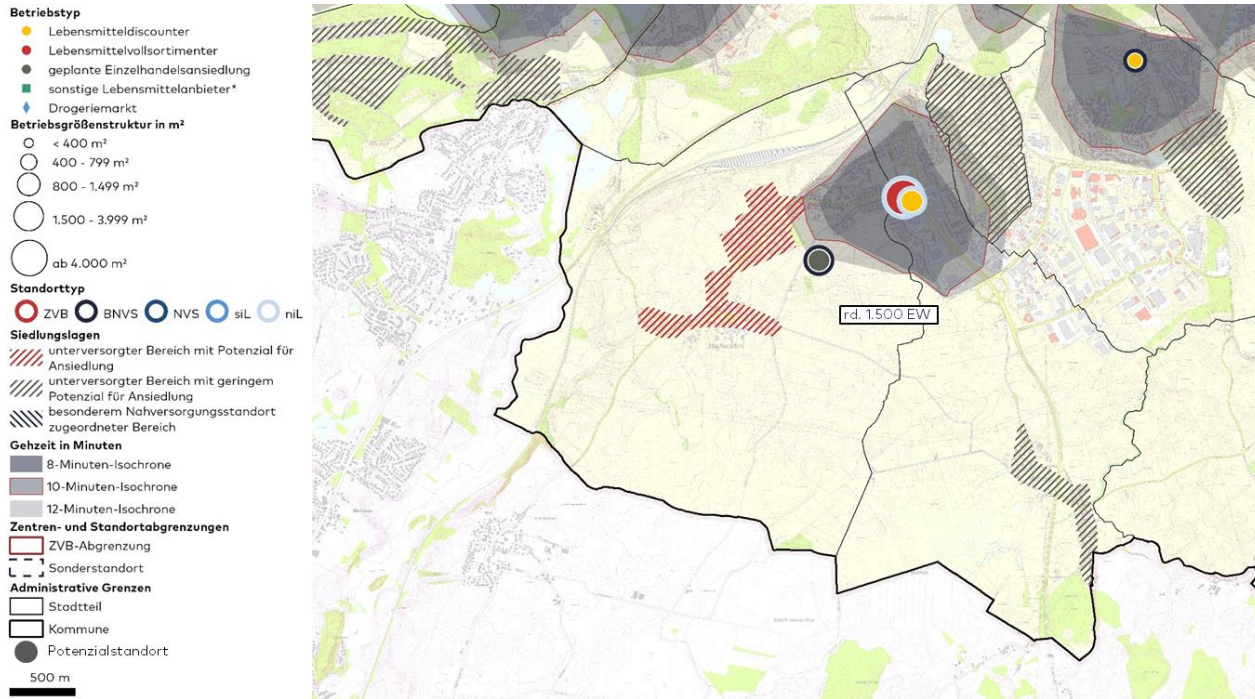 Betriebstyp
Lebensmitteldiscounter
Lebensmittelvollsortimenter
geplante Einzelhandelsansiedlung
sonstige Lebensmittelanbieter*
Drogeriemarkt
Betriebsgrößenstruktur in m²
< 400 m²
400 - 799 m²
800 - 1.499 m²
1.500 - 3.999 m²
ab 4.000 m²
Standorttyp
ZVB BNVS NVS siL niL
Siedlungslagen
unterversorgter Bereich mit Potenzial für
Ansiedlung
unterversorgter Bereich mit geringem
Potenzial für Ansiedlung
besonderem Nahversorgungsstandort
zugeordneter Bereich
Gehzeit in Minuten
8-Minuten-Isochrone
10-Minuten-Isochrone
12-Minuten-Isochrone
Zentren- und Standortabgrenzungen
ZVB-Abgrenzung
Sonderstandort
Administrative Grenzen
Stadtteil
Kommune
Potenzialstandort
500 m
rd. 1.500 EW